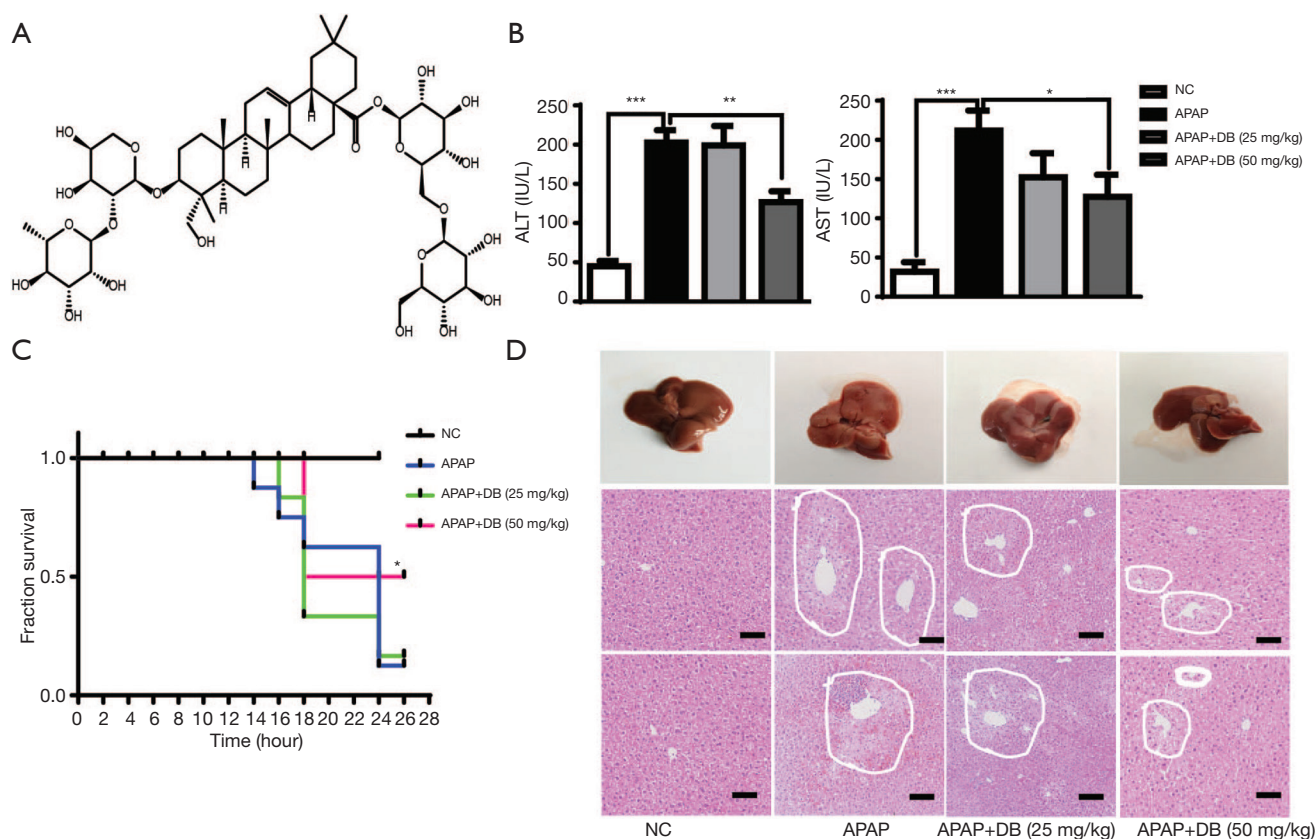 A
HO
HO
HO
O
O
O
O
HO
HO
OH
OH
OH
H
H
H
O
O
O
OH
OH
OH
O
O
OH
OH
OH
HO
OH
B
ALT (IU/L)
250
200
150
100
50
0
***
**
AST (IU/L)
250
200
150
100
50
0
***
*
NC
APAP
APAP+DB (25 mg/kg)
APAP+DB (50 mg/kg)
C
Fraction survival
1.0
0.5
0.0
0 2 4 6 8 10 12 14 16 18 20 22 24 26 28
Time (hour)
NC
APAP
APAP+DB (25 mg/kg)
APAP+DB (50 mg/kg)
*
D
NC APAP APAP+DB (25 mg/kg) APAP+DB (50 mg/kg)